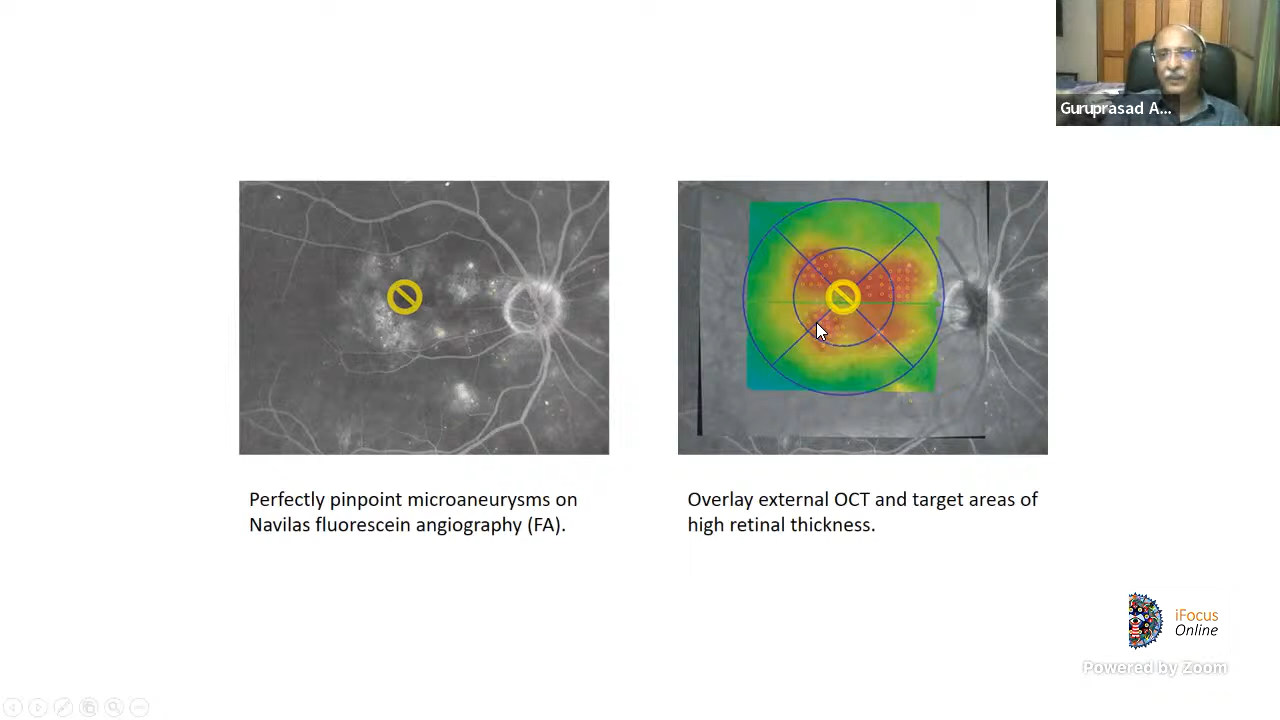 Guruprasad A...
Perfectly pinpoint microaneurysms on
Navilas fluorescein angiography (FA).
Overlay external OCT and target areas of
high retinal thickness.
iFocus
Online
Powered by Zoom